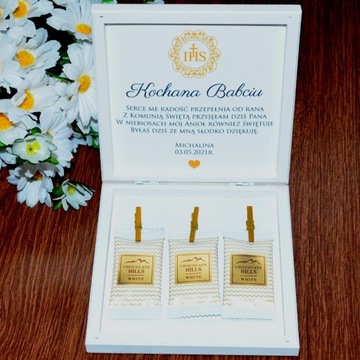 IHS
Kochana Babciu
Serce me radość przepełnia od rana
Z Komunią Świętą przyjęłam dziś Pana
W niebiosach mój Anioł również świętuje
Byłaś dziś ze mną słodko dziękuję.
Michalina
03.05.2021r.
CHOCOLATE HILLS WHITE
CHOCOLATE HILLS WHITE
CHOCOLATE HILLS WHITE